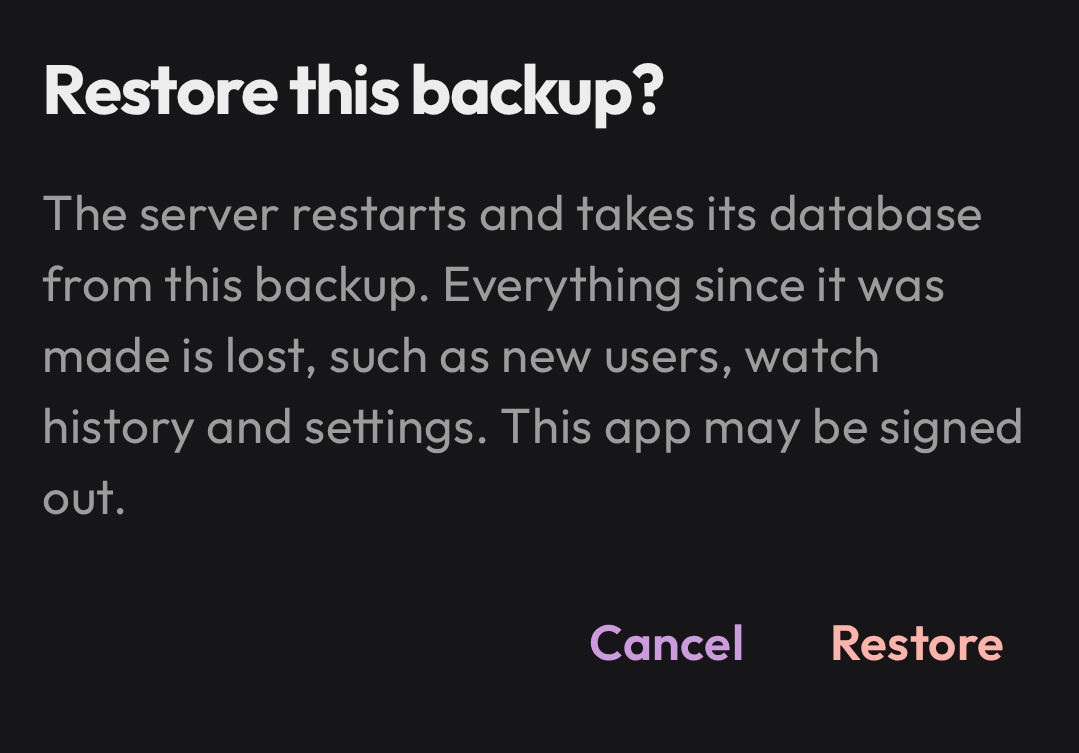 Restore this backup?
The server restarts and takes its database
from this backup. Everything since it was
made is lost, such as new users, watch
history and settings. This app may be signed
out.
Cancel Restore